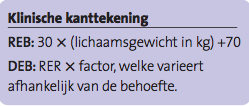 Klinische kanttekening
REB: 30 × (lichaamsgewicht in kg) +70
DEB: RER × factor, welke varieert
afhankelijk van de behoefte.